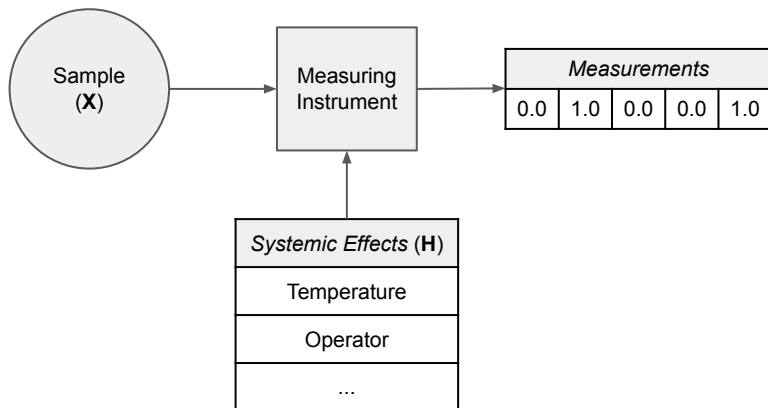 Sample
(X)
Measuring
Instrument
Measurements
0.0 1.0 0.0 0.0 1.0
Systemic Effects (H)
Temperature
Operator
...